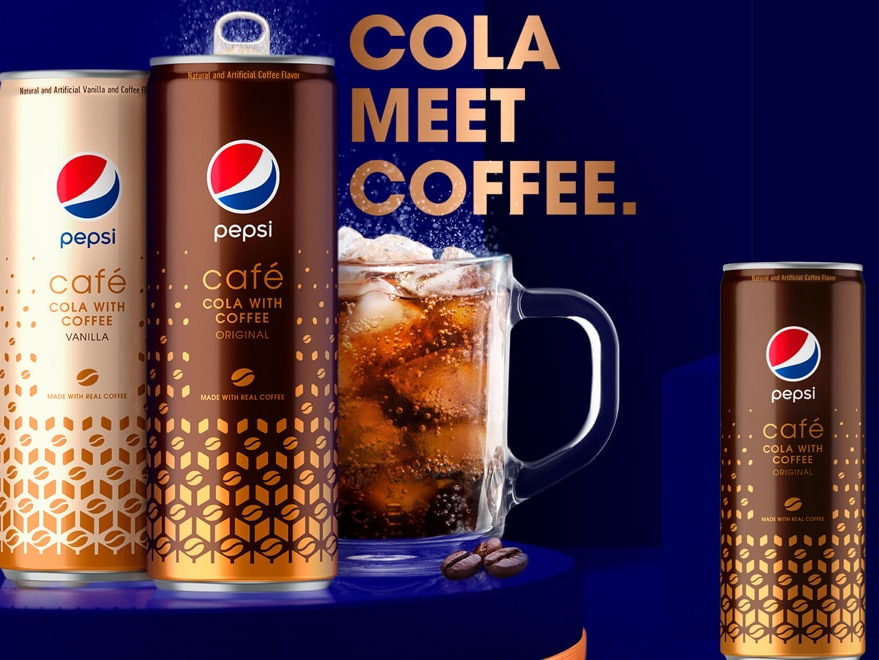 COLA
MEET
COFFEE.
Natural and Artificial Vanilla and Coffee Fl
pepsi
café
COLA WITH
COFFEE
VANILLA
MADE WITH REAL COFFEE
Natural and Artificial Coffee Flavor
pepsi
café
COLA WITH
COFFEE
ORIGINAL
MADE WITH REAL COFFEE
Natural and Artificial Coffee Flavor
pepsi
café
COLA WITH
COFFEE
ORIGINAL
MADE WITH REAL COFFEE